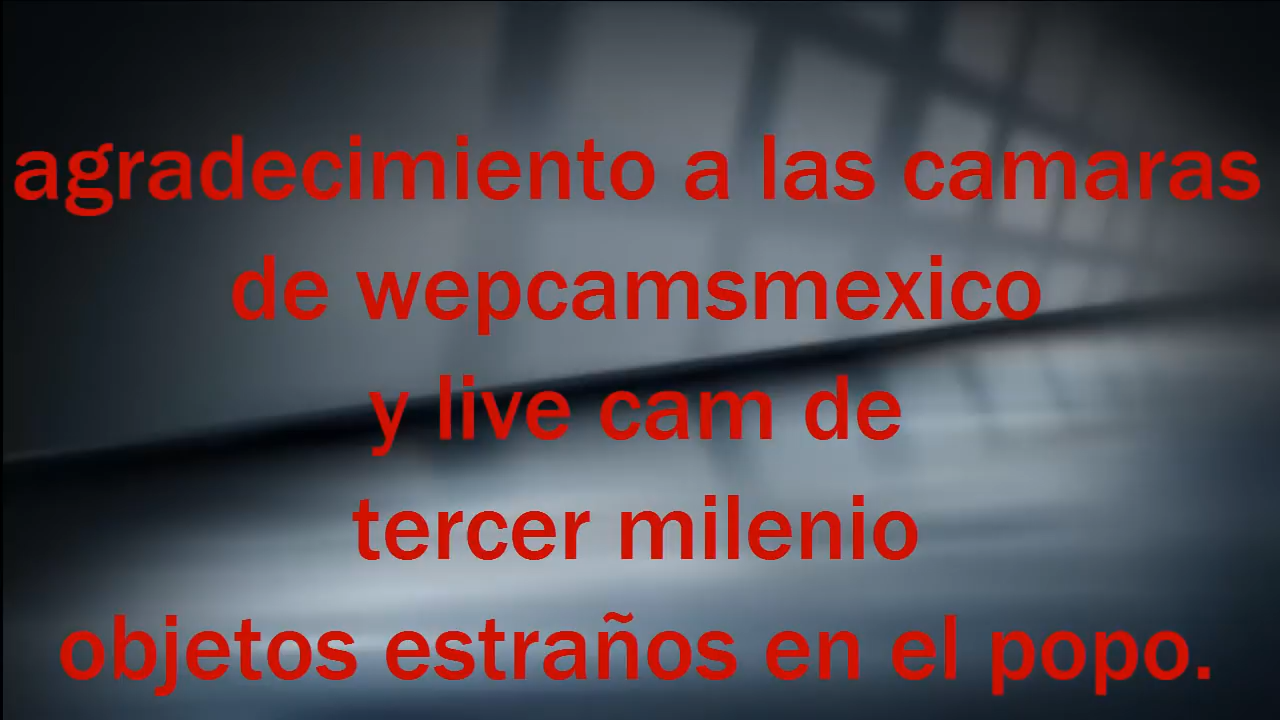 agradecimiento a las camaras
de wepcamsmexico
y live cam de
tercer milenio
objetos estraños en el popo.